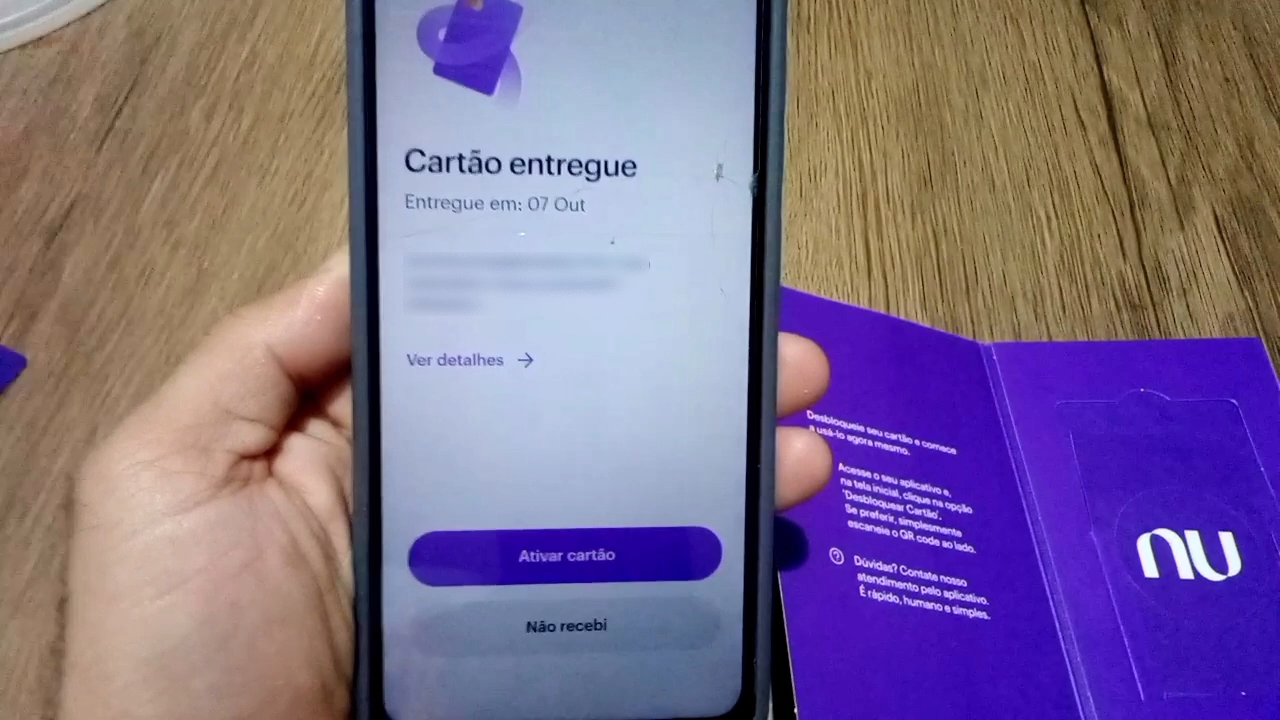 Cartão entregue
Entregue em: 07 Out
Ver detalhes
Ativar cartão
Não recebi
Desbloqueie seu cartão e comece
a usá-lo agora mesmo.
Acesse o seu aplicativo e,
na tela inicial, clique na opção
'Desbloquear Cartão'.
Se preferir, simplesmente
escaneie o QR code ao lado.
Dúvidas? Contate nosso
atendimento pelo aplicativo.
É rápido, humano e simples.
nu